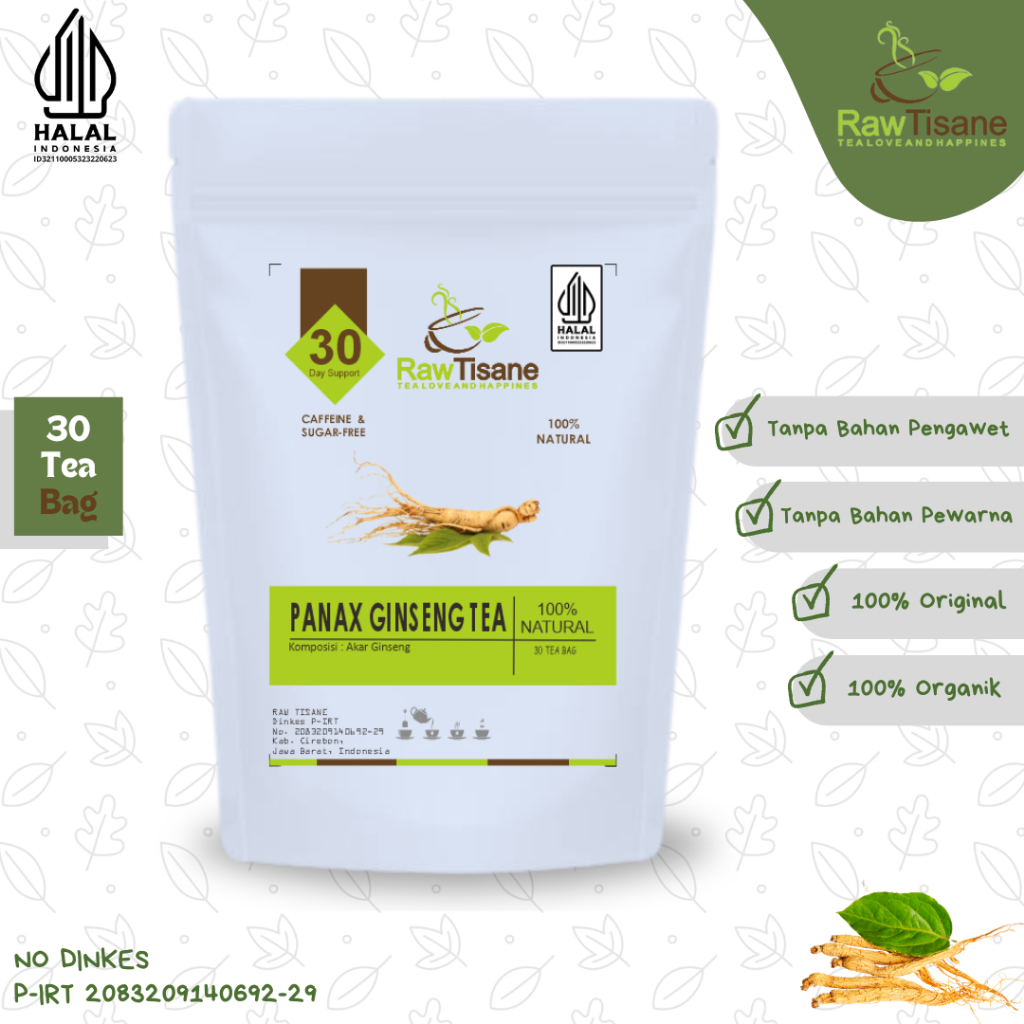 HALAL
INDONESIA
ID32110005323220623
RawTisane
TEALOVEANDHAPPINES
30
Day Support
RawTisane
TEALOVEANDHAPPINES
HALAL
INDONESIA
CAFFEINE &
SUGAR-FREE
100%
NATURAL
30
Tea
Bag
Tanpa Bahan Pengawet
Tanpa Bahan Pewarna
100% Original
100% Organik
PANAX GINSENG TEA
Komposisi : Akar Ginseng
100%
NATURAL
30 TEA BAG
RAW TISANE
Dinkes P-IRT
No. 2083209140692-29
Kab. Cirebon,
Jawa Barat, Indonesia
NO DINKES
P-IRT 2083209140692-29